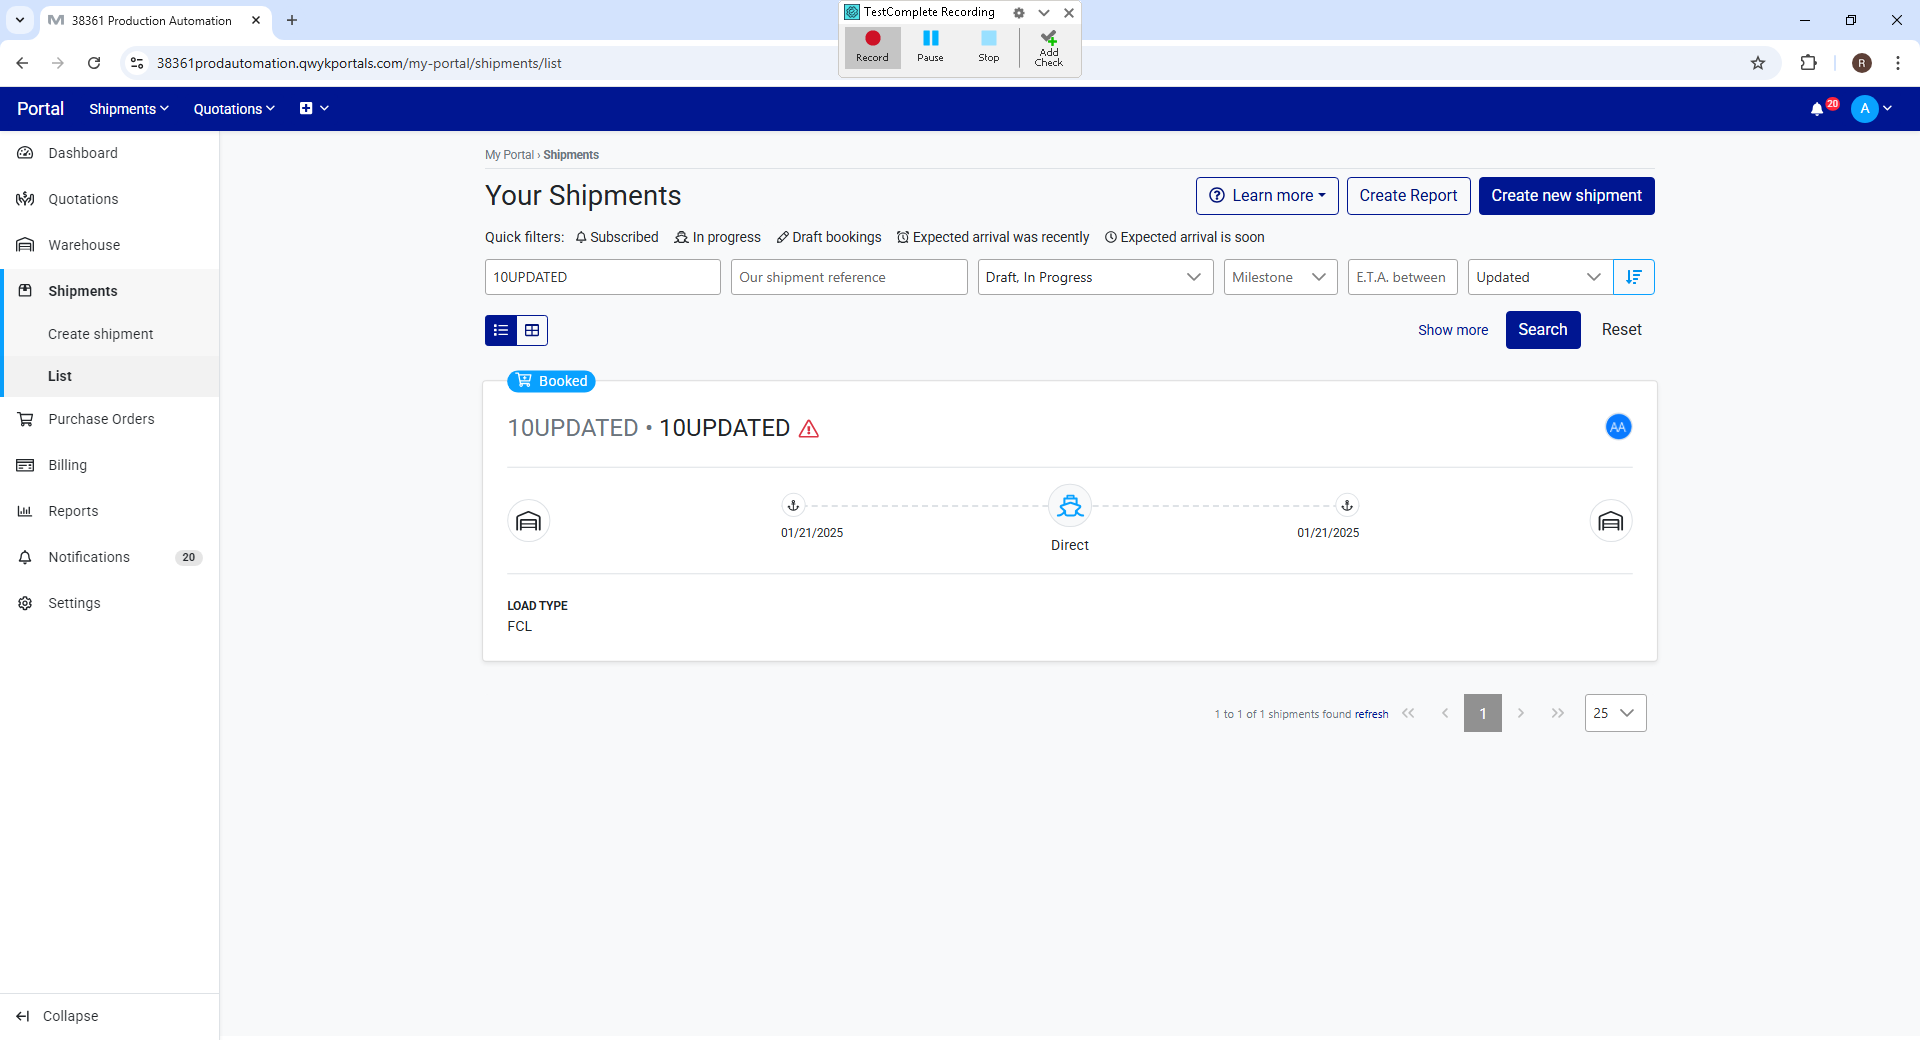 38361 Production Automation
TestComplete Recording
Record
Pause
Stop
Add Check
38361prodautomation.qwykportals.com/my-portal/shipments/list
R
Portal
Shipments
Quotations
20
A
Dashboard
Quotations
Warehouse
Shipments
Create shipment
List
Purchase Orders
Billing
Reports
Notifications
20
Settings
Collapse
My Portal › Shipments
Your Shipments
Learn more
Create Report
Create new shipment
Quick filters: Subscribed In progress Draft bookings Expected arrival was recently Expected arrival is soon
10UPDATED
Our shipment reference
Draft, In Progress
Milestone
E.T.A. between
Updated
Show more
Search
Reset
Booked
10UPDATED • 10UPDATED
AA
01/21/2025
Direct
01/21/2025
LOAD TYPE
FCL
1 to 1 of 1 shipments found refresh
1
25